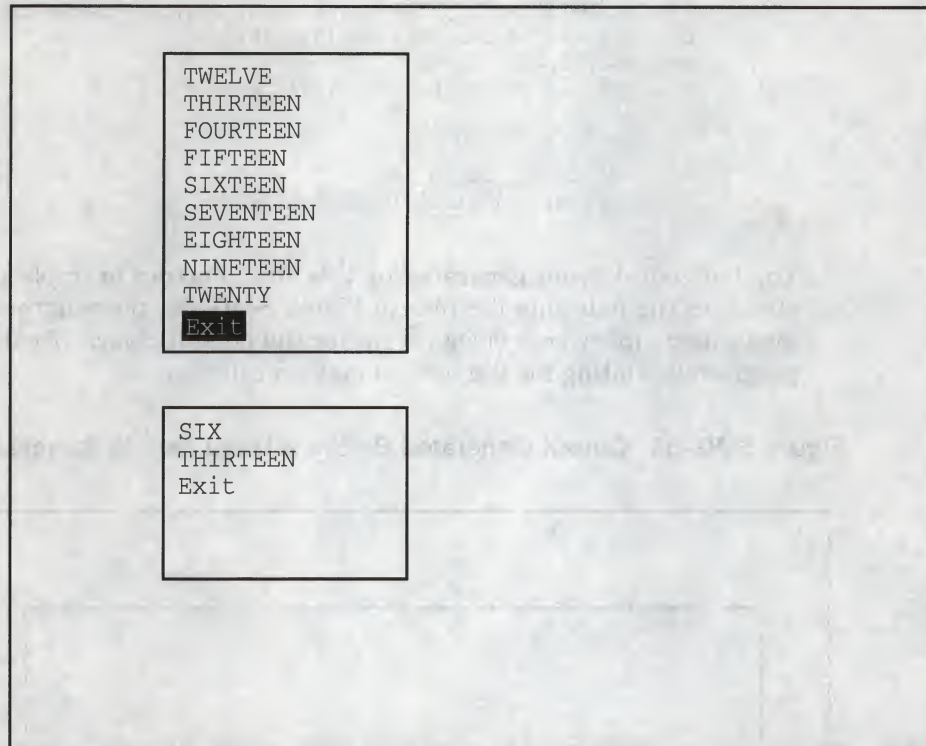 TWELVE
THIRTEEN
FOURTEEN
FIFTEEN
SIXTEEN
SEVENTEEN
EIGHTEEN
NINETEEN
TWENTY
Exit
SIX
THIRTEEN
Exit